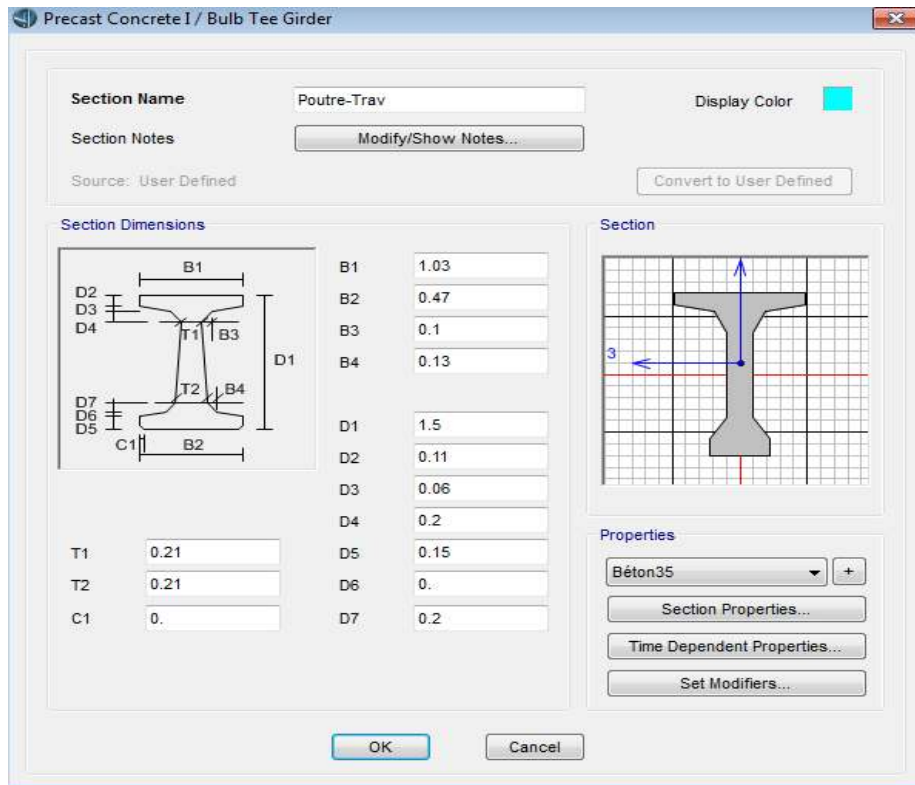 Precast Concrete I / Bulb Tee Girder
Section Name Poutre-Trav Display Color
Section Notes Modify/Show Notes...
Source: User Defined Convert to User Defined
Section Dimensions
B1
D2
D3
D4
T1 B3
D1
T2 B4
D7
D6
D5
C1 B2
B1 1.03
B2 0.47
B3 0.1
B4 0.13
D1 1.5
D2 0.11
D3 0.06
D4 0.2
T1 0.21 D5 0.15
T2 0.21 D6 0.
C1 0. D7 0.2
Section
3
Properties
Béton35 +
Section Properties...
Time Dependent Properties...
Set Modifiers...
OK Cancel